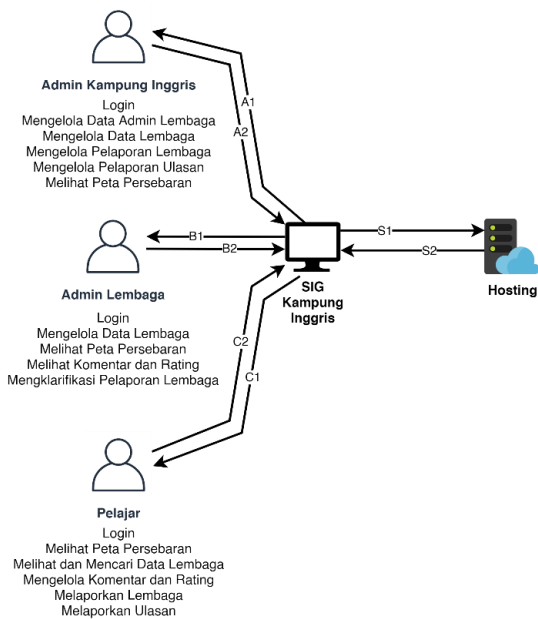 Admin Kampung Inggris
Login
Mengelola Data Admin Lembaga
Mengelola Data Lembaga
Mengelola Pelaporan Lembaga
Mengelola Pelaporan Ulasan
Melihat Peta Persebaran
A1
A2
B1
B2
S1
S2
SIG
Kampung
Inggris
Hosting
Admin Lembaga
Login
Mengelola Data Lembaga
Melihat Peta Persebaran
Melihat Komentar dan Rating
Mengklarifikasi Pelaporan Lembaga
C2
C1
Pelajar
Login
Melihat Peta Persebaran
Melihat dan Mencari Data Lembaga
Mengelola Komentar dan Rating
Melaporkan Lembaga
Melaporkan Ulasan